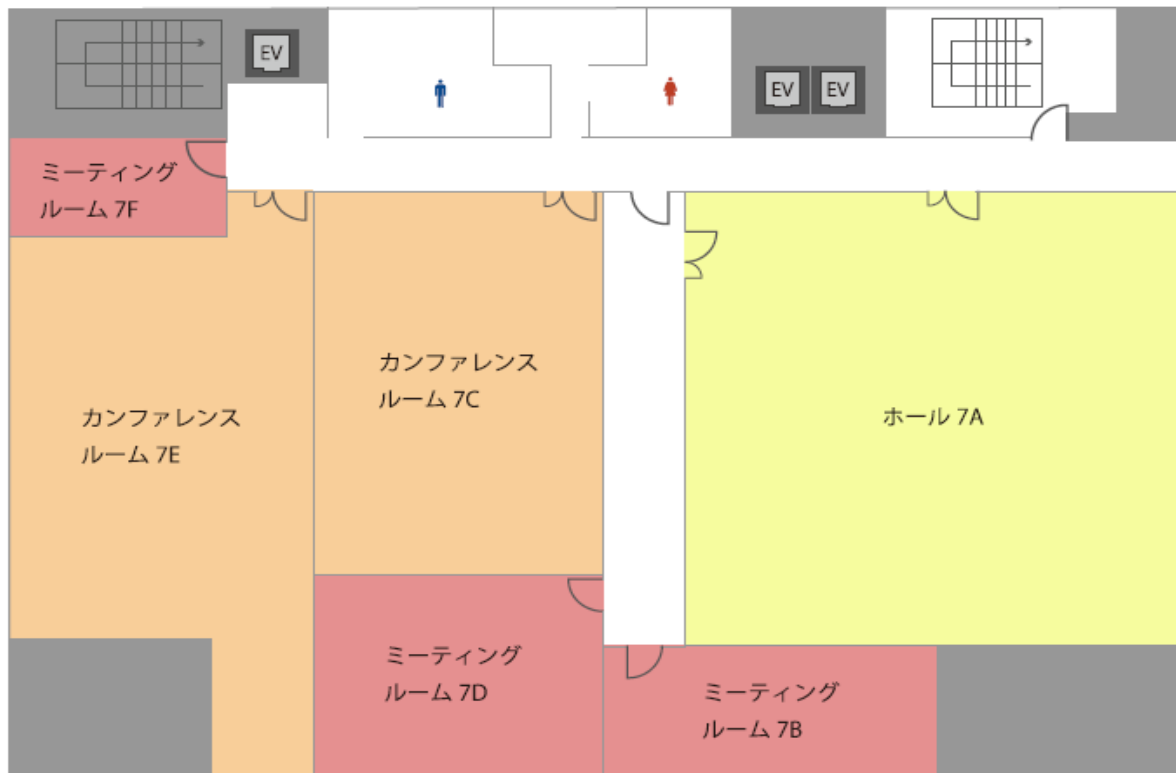 EV
EV
EV
ミーティング
ルーム 7F
カンファレンス
ルーム 7C
カンファレンス
ルーム 7E
ホール 7A
ミーティング
ルーム 7D
ミーティング
ルーム 7B